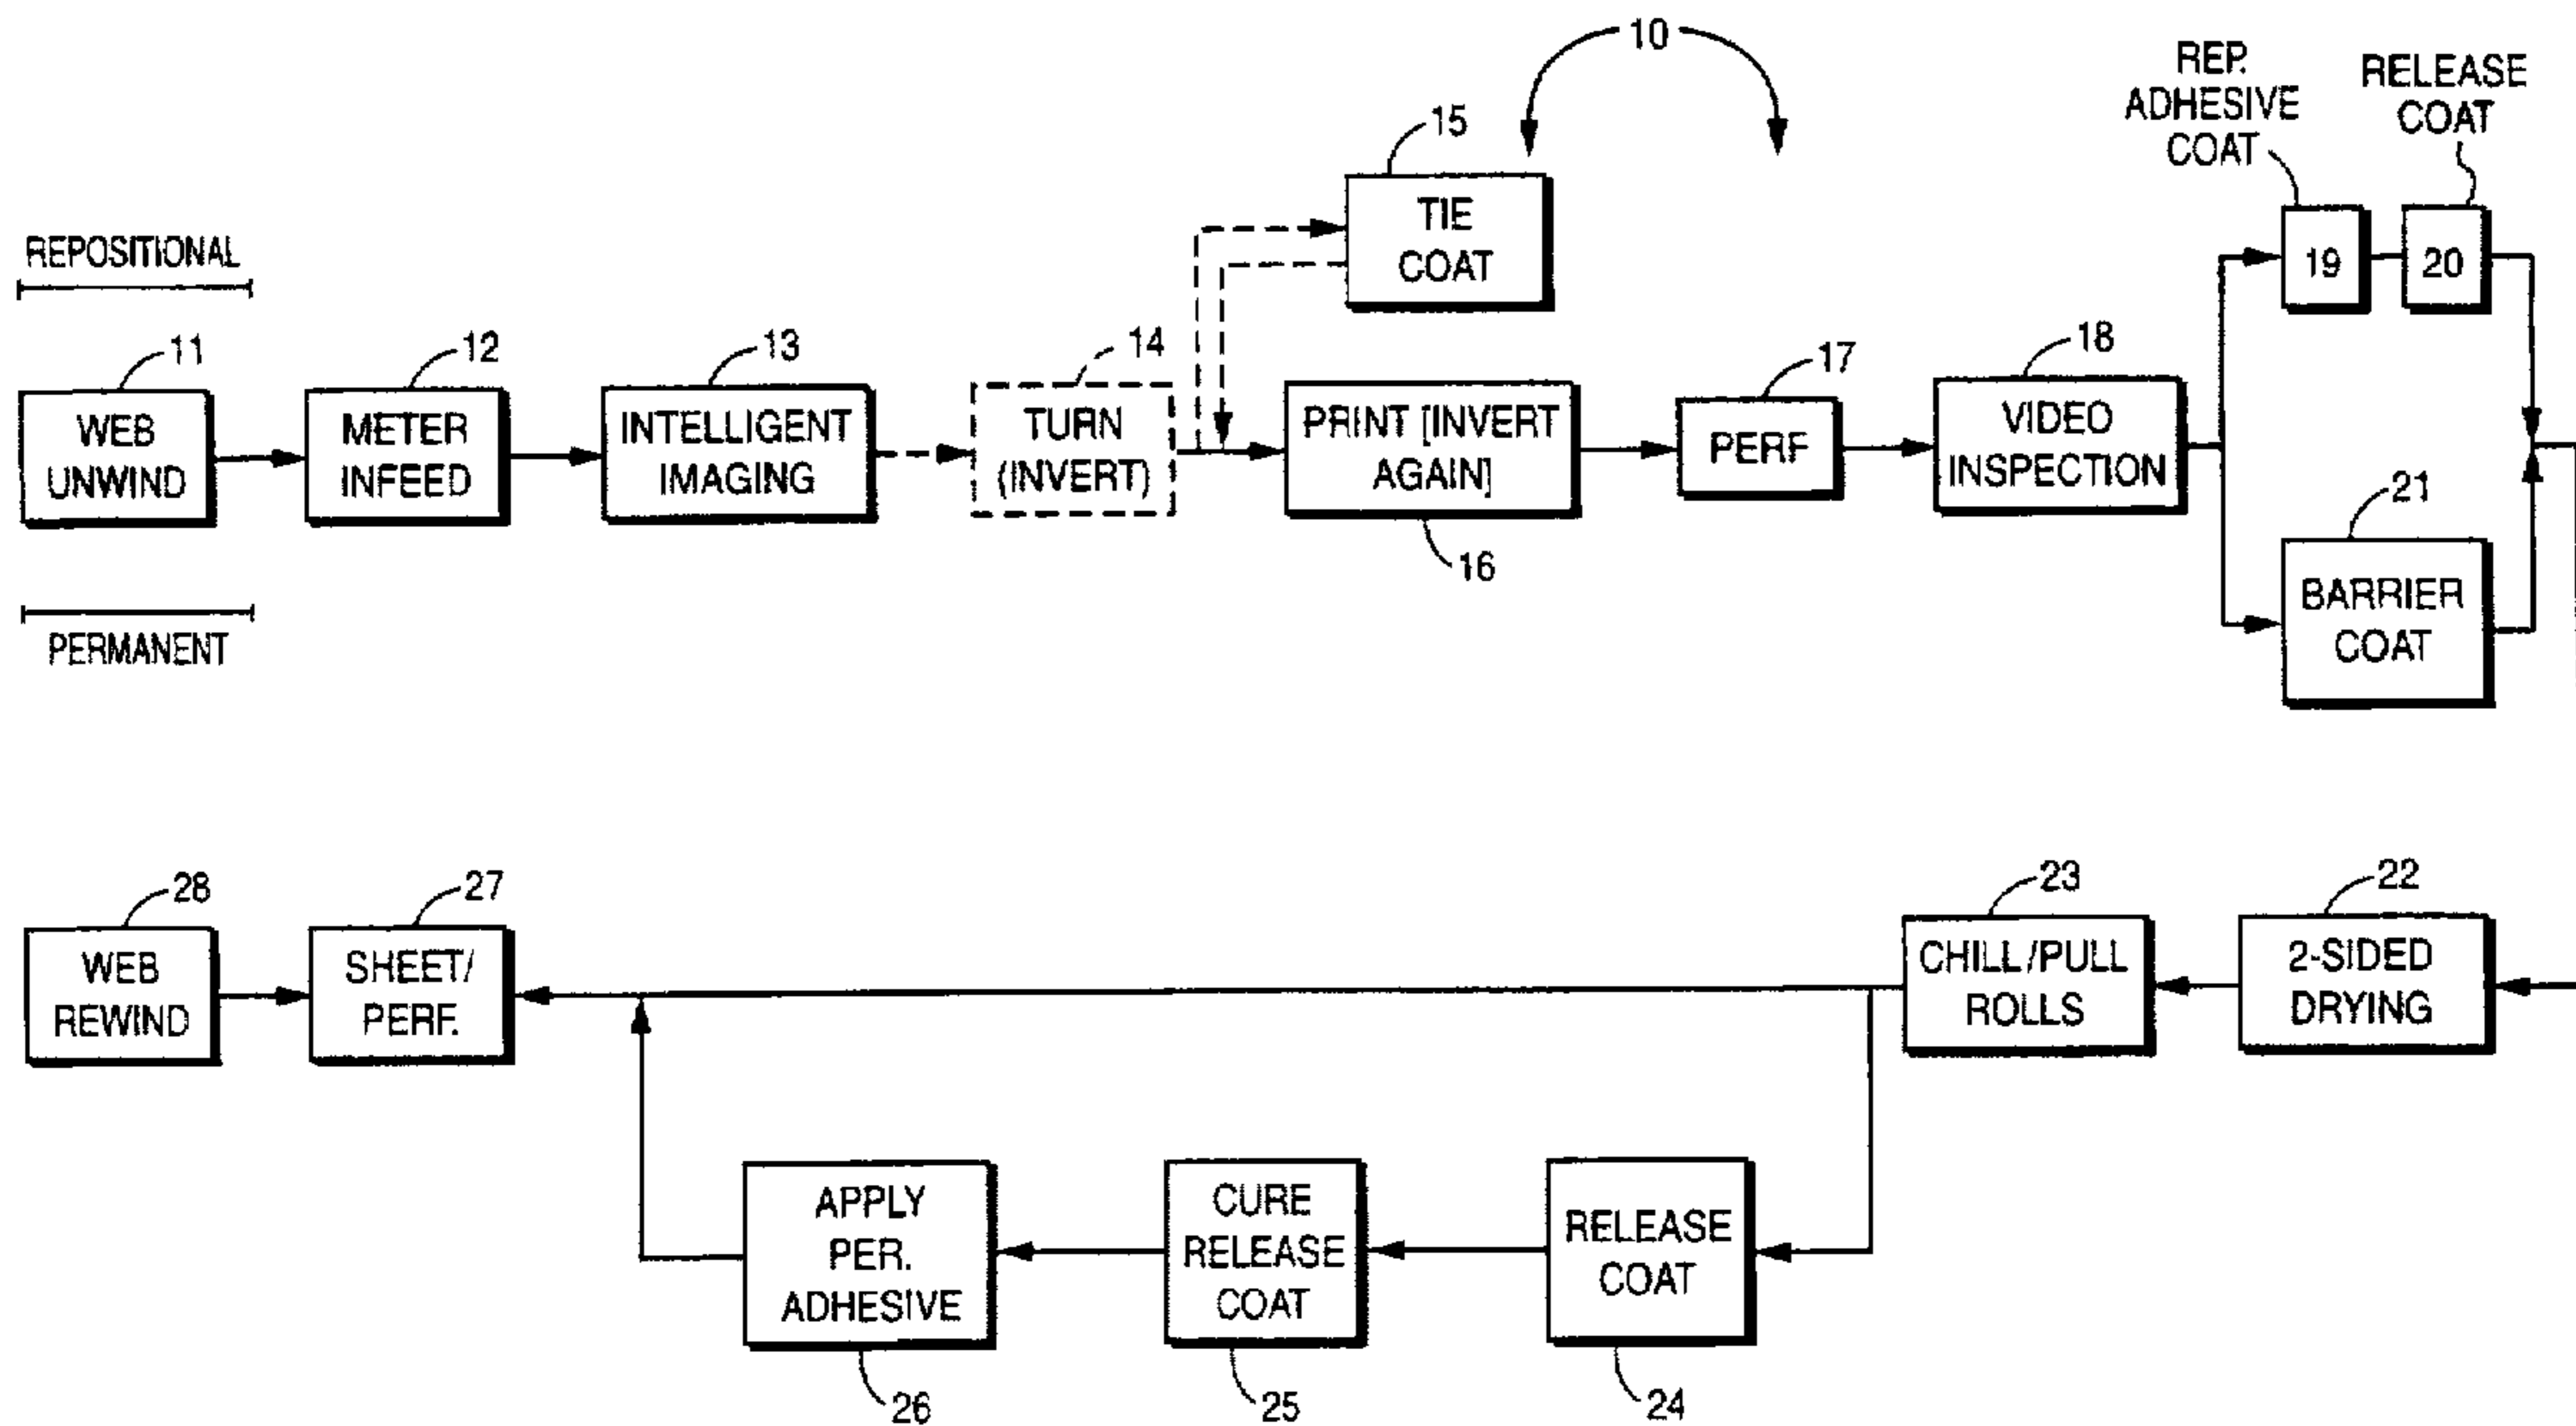 10
REP.
ADHESIVE
COAT
RELEASE
COAT
15
TIE
COAT
19
20
REPOSITIONAL
11
WEB
UNWIND
12
METER
INFEED
13
INTELLIGENT
IMAGING
14
TURN
(INVERT)
PRINT [INVERT
AGAIN]
16
17
PERF
18
VIDEO
INSPECTION
21
BARRIER
COAT
PERMANENT
28
WEB
REWIND
27
SHEET/
PERF.
23
CHILL/PULL
ROLLS
22
2-SIDED
DRYING
APPLY
PER.
ADHESIVE
26
CURE
RELEASE
COAT
25
RELEASE
COAT
24